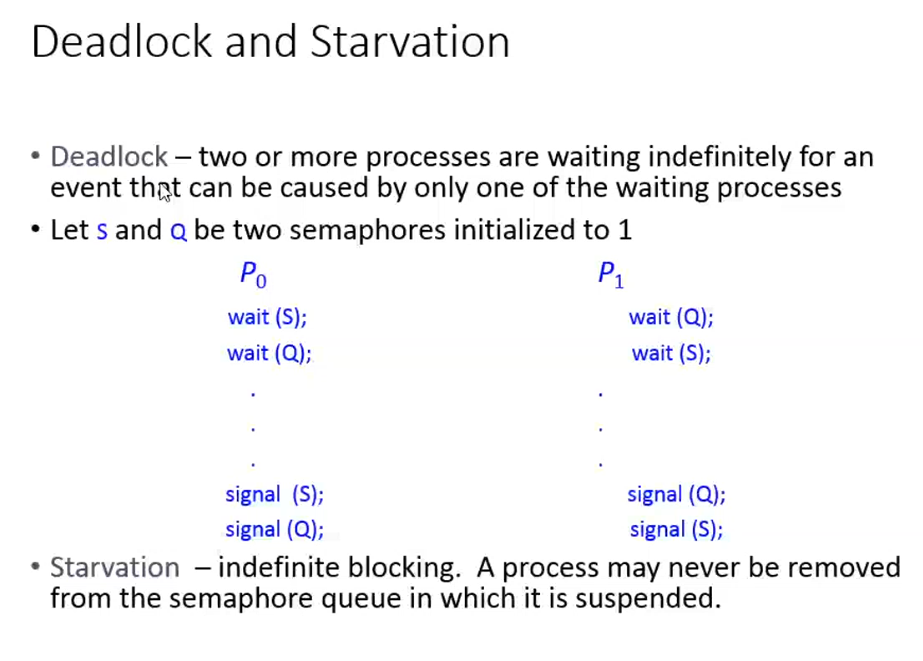 Deadlock and Starvation
• Deadlock – two or more processes are waiting indefinitely for an
event that can be caused by only one of the waiting processes
• Let S and Q be two semaphores initialized to 1
P0 P1
wait (S); wait (Q);
wait (Q); wait (S);
. .
. .
. .
signal (S); signal (Q);
signal (Q); signal (S);
• Starvation – indefinite blocking. A process may never be removed
from the semaphore queue in which it is suspended.